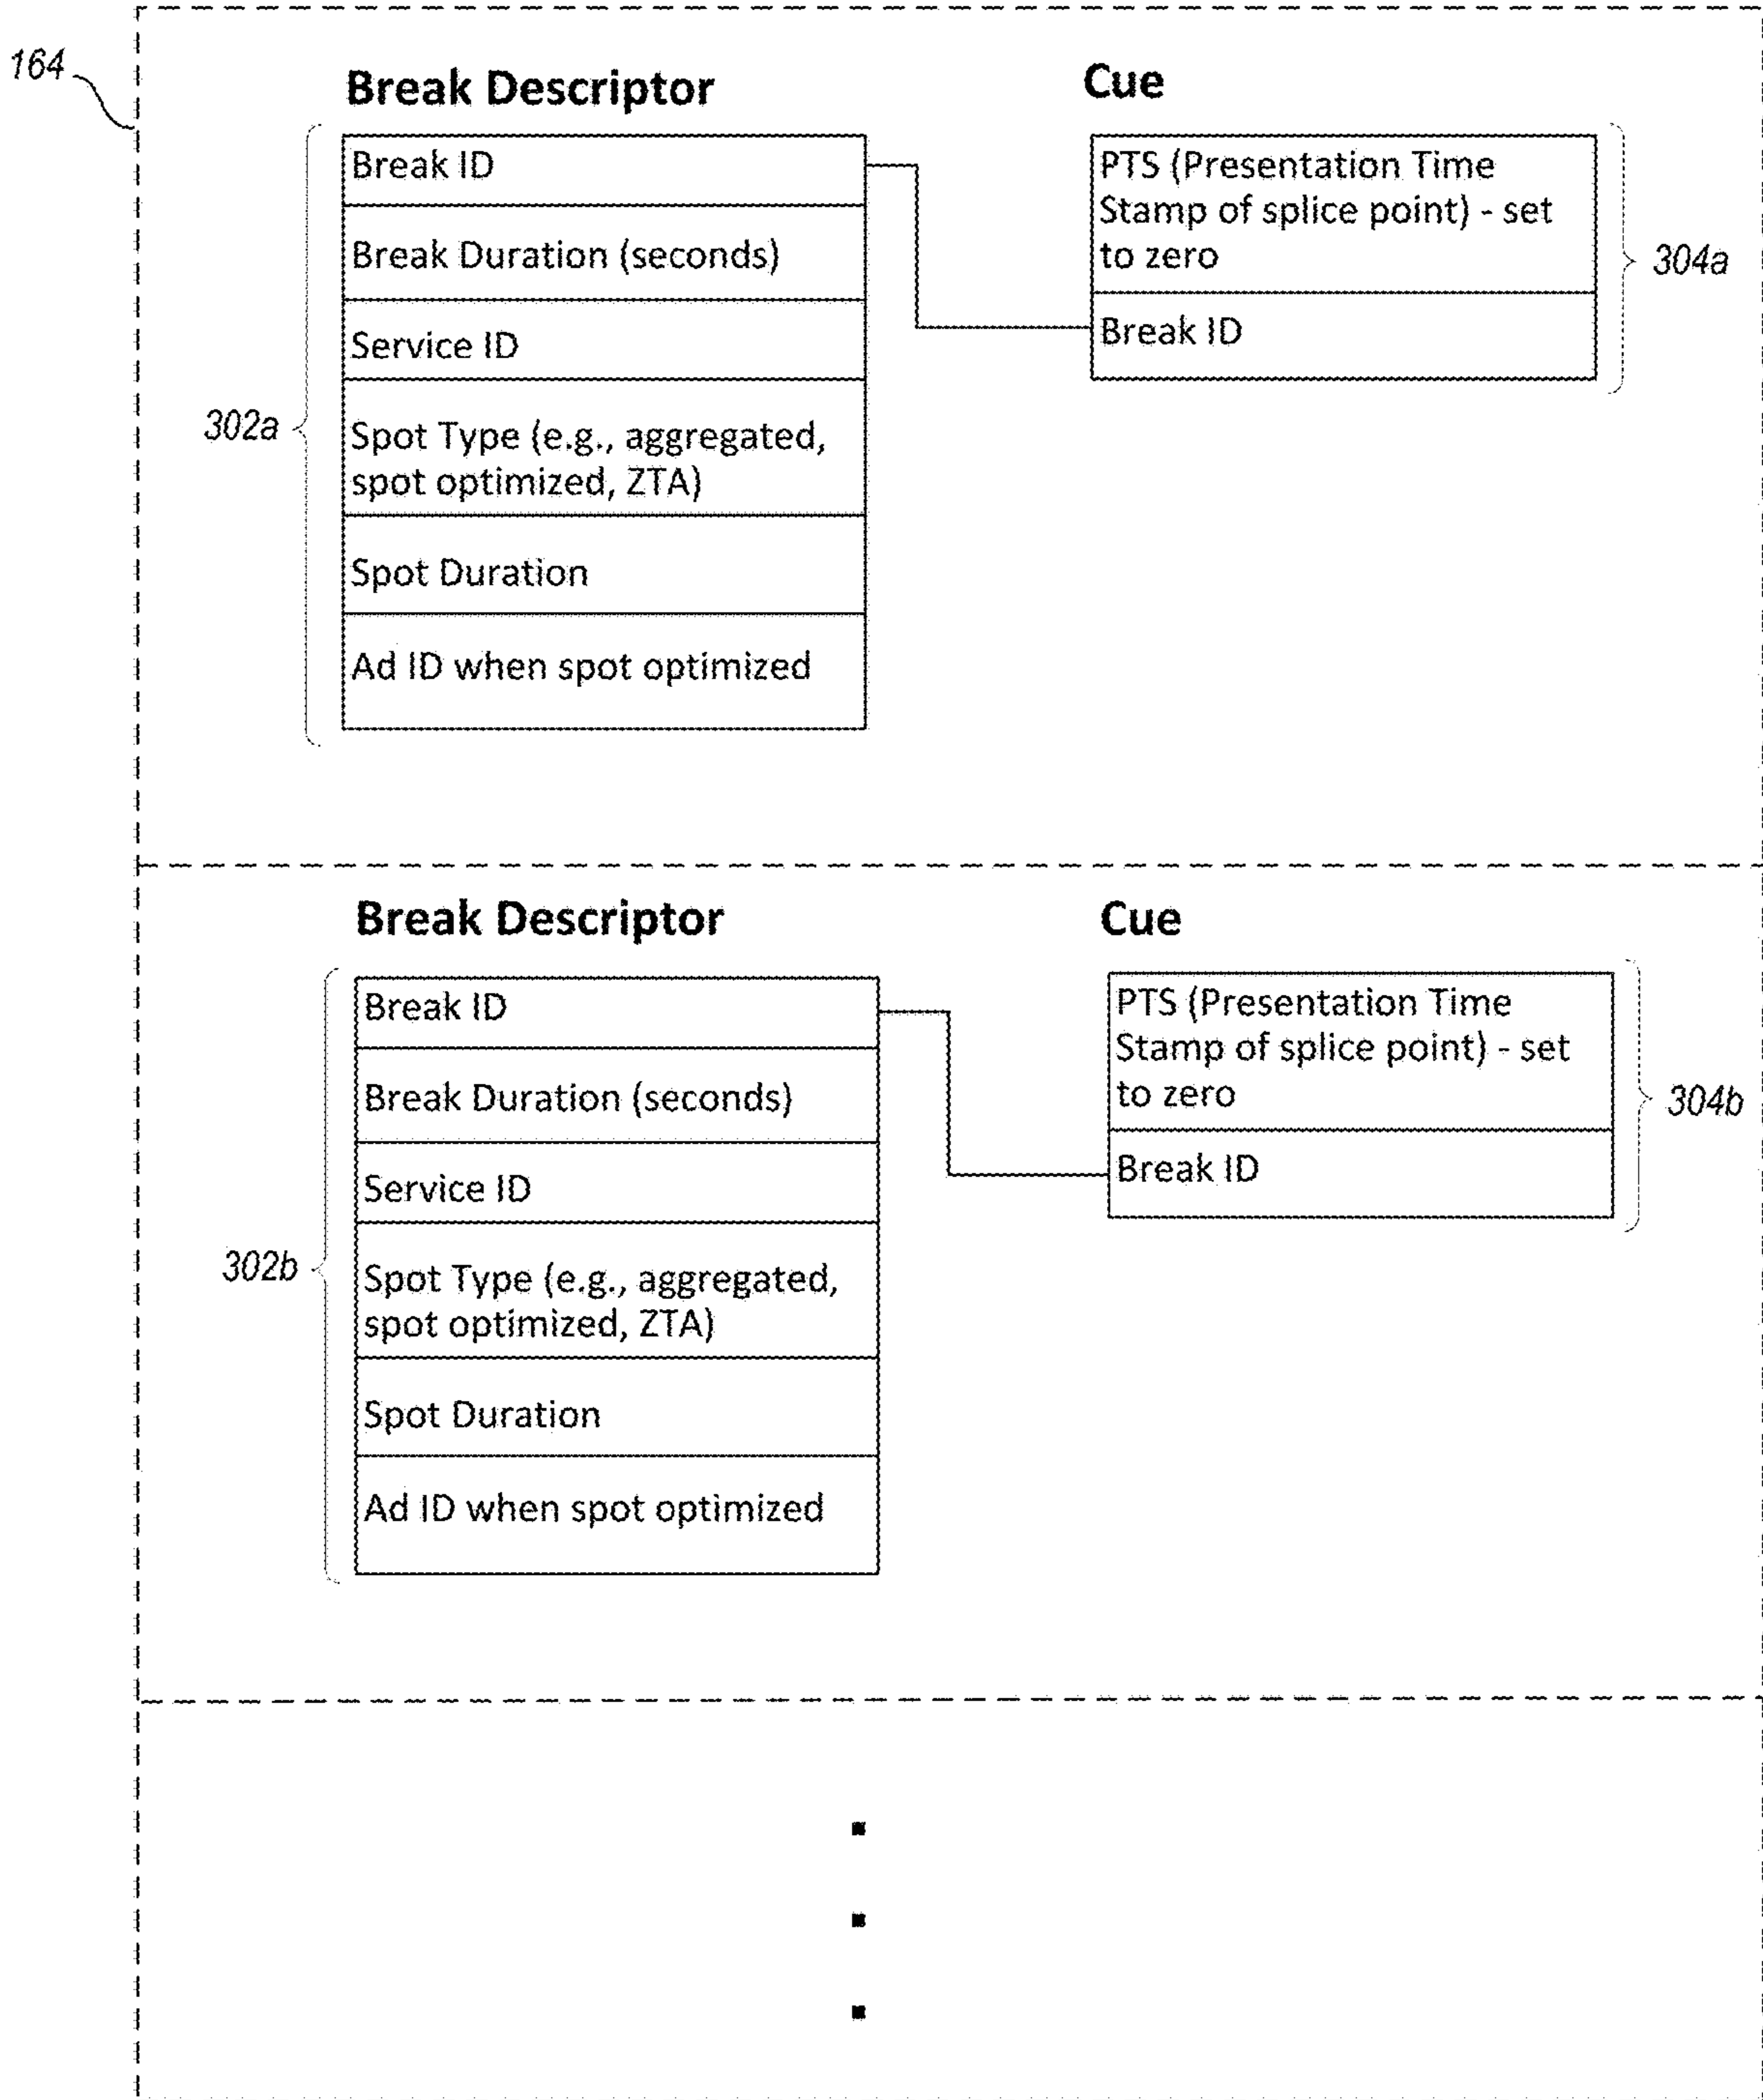 164
Break Descriptor
Cue
302a
Break ID
Break Duration (seconds)
Service ID
Spot Type (e.g., aggregated,
spot optimized, ZTA)
Spot Duration
Ad ID when spot optimized
PTS (Presentation Time
Stamp of splice point) - set
to zero
Break ID
304a
Break Descriptor
Cue
302b
Break ID
Break Duration (seconds)
Service ID
Spot Type (e.g., aggregated,
spot optimized, ZTA)
Spot Duration
Ad ID when spot optimized
PTS (Presentation Time
Stamp of splice point) - set
to zero
Break ID
304b